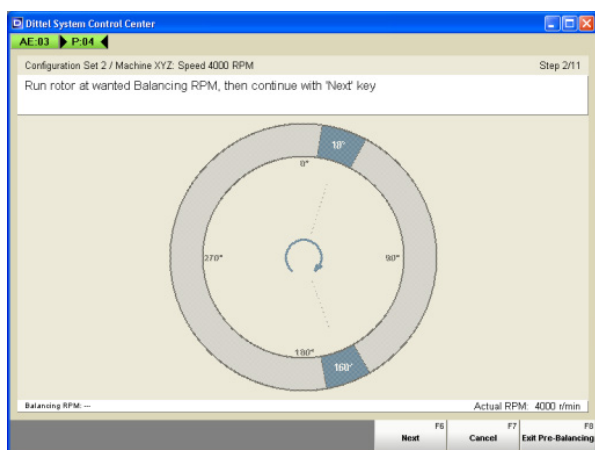 Dittel System Control Center
AE:03 P:04
Configuration Set 2 / Machine XYZ: Speed 4000 RPM Step 2/11
Run rotor at wanted Balancing RPM, then continue with 'Next' key
18°
0°
270° 90°
180°
160°
Balancing RPM: --- Actual RPM: 4000 r/min
F6 F7 F8
Next Cancel Exit Pre-Balancing